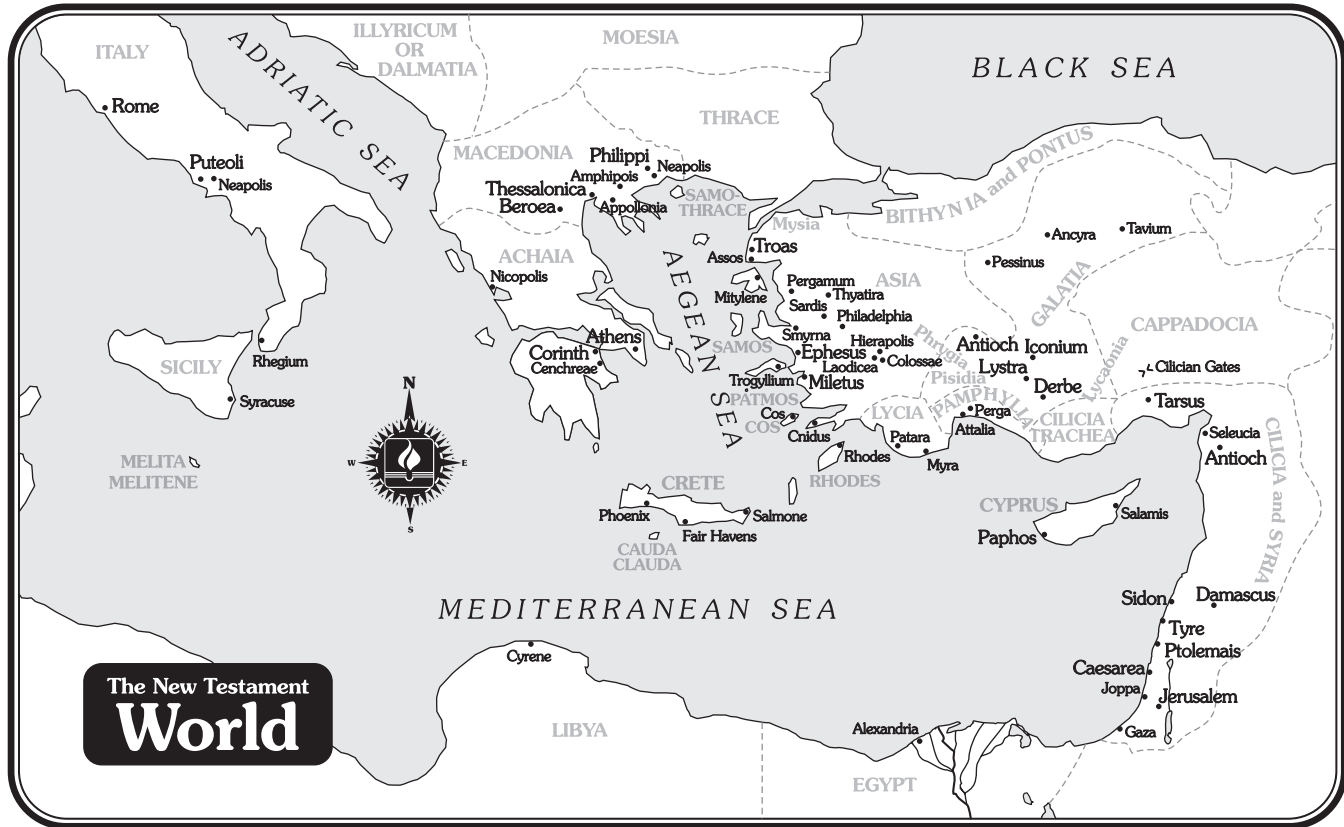 ITALY
ADRIATIC SEA
ILLYRICUM
OR
DALMATIA
MOESIA
BLACK SEA
Rome
THRACE
MACEDONIA
Philippi
Neapolis
Amphipois
Thessalonica
Beroea
Appollonia
SAMO-
THRACE
Puteoli
Neapolis
BITHYN IA and PONTUS
Mysia
Troas
Assos
Ancyra
Tavium
Pessinus
ACHAIA
Nicopolis
AEGEAN SEA
Mitylene
Pergamum
Thyatira
ASIA
Sardis
Philadelphia
GALATIA
CAPPADOCIA
Smyrna
Hierapolis
Phrygia
Antioch
Iconium
Athens
Corinth
Cenchreae
SAMOS
Ephesus
Laodicea
Colossae
Lystra
Lycaonia
Cilician Gates
SICILY
Rhegium
Syracuse
Trogyllium
Miletus
Pisidia
Derbe
PATMOS
Tarsus
Cos
COS
LYCIA
PAMPHYLIA
Perga
Attalia
CILICIA
TRACHEA
Cnidus
Patara
Myra
Rhodes
RHODES
Seleucia
Antioch
CILICIA and SYRIA
N
W
E
S
MELITA
MELITENE
CRETE
Phoenix
Salmone
Fair Havens
CAUDA
CLAUDA
CYPRUS
Salamis
Paphos
MEDITERRANEAN SEA
Sidon
Damascus
Tyre
Ptolemais
Caesarea
Joppa
Jerusalem
Gaza
Cyrene
LIBYA
Alexandria
EGYPT
The New Testament
World